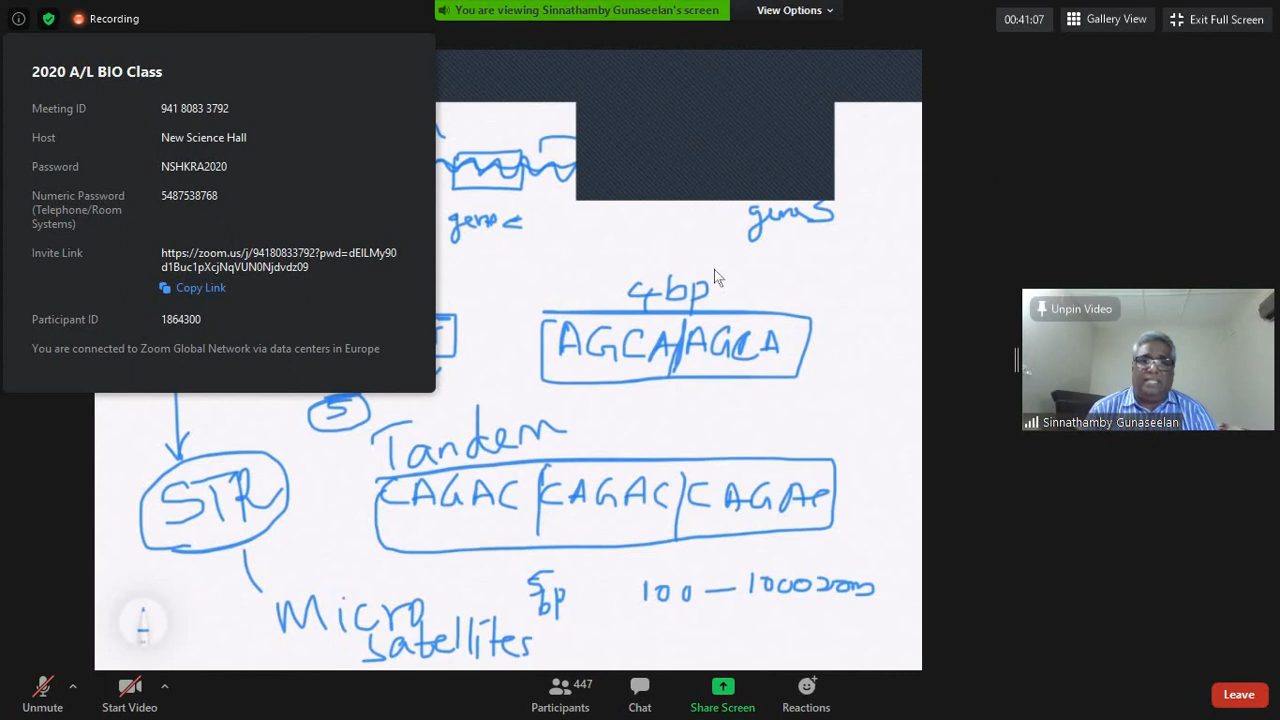 Recording
You are viewing Sinnathamby Gunaseelan's screen
View Options
00:41:07
Gallery View
Exit Full Screen
2020 A/L BIO Class
Meeting ID 941 8083 3792
Host New Science Hall
Password NSHKRA2020
Numeric Password 5487538768
(Telephone/Room
Systems)
Invite Link https://zoom.us/j/94180833792?pwd=dEILMy90
d1Buc1pXcjNqVUN0Njdvdz09
Copy Link
Participant ID 1864300
You are connected to Zoom Global Network via data centers in Europe
gene
gene
4bp
AGCA/AGCA
5
Tandem
STR
CAGAC CAGAC CAGAC
5
bp
100 — 1000
Micro
satellites
Unpin Video
Sinnathamby Gunaseelan
Unmute
Start Video
447
Participants
Chat
Share Screen
Reactions
Leave